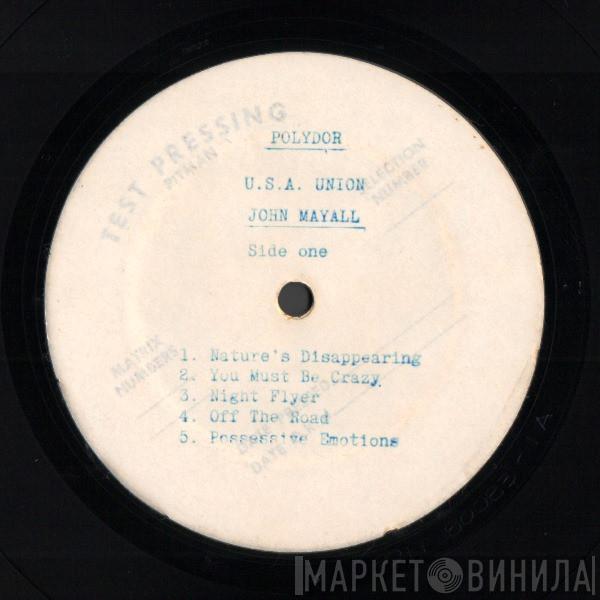 TEST PRESSING
PITMAN
POLYDOR
SELECTION
NUMBER
U.S.A. UNION
JOHN MAYALL
Side one
MATRIX
NUMBERS
1. Nature's Disappearing
2. You Must Be Crazy
3. Night Flyer
4. Off The Road
5. Possessive Emotions
DATE
МАРКЕТ ВИНИЛА